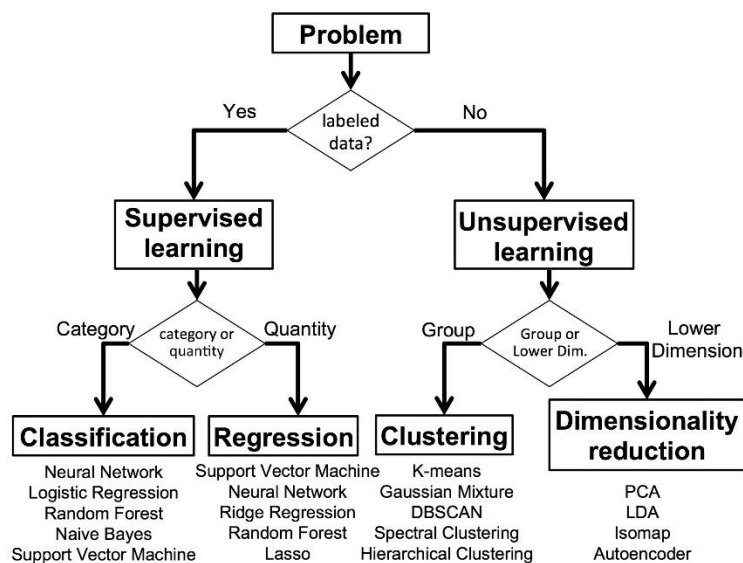 Problem
Yes
labeled
data?
No
Supervised
learning
Unsupervised
learning
Category
category or
quantity
Quantity
Group
Group or
Lower Dim.
Lower
Dimension
Classification
Neural Network
Logistic Regression
Random Forest
Naive Bayes
Support Vector Machine
Regression
Support Vector Machine
Neural Network
Ridge Regression
Random Forest
Lasso
Clustering
K-means
Gaussian Mixture
DBSCAN
Spectral Clustering
Hierarchical Clustering
Dimensionality
reduction
PCA
LDA
Isomap
Autoencoder